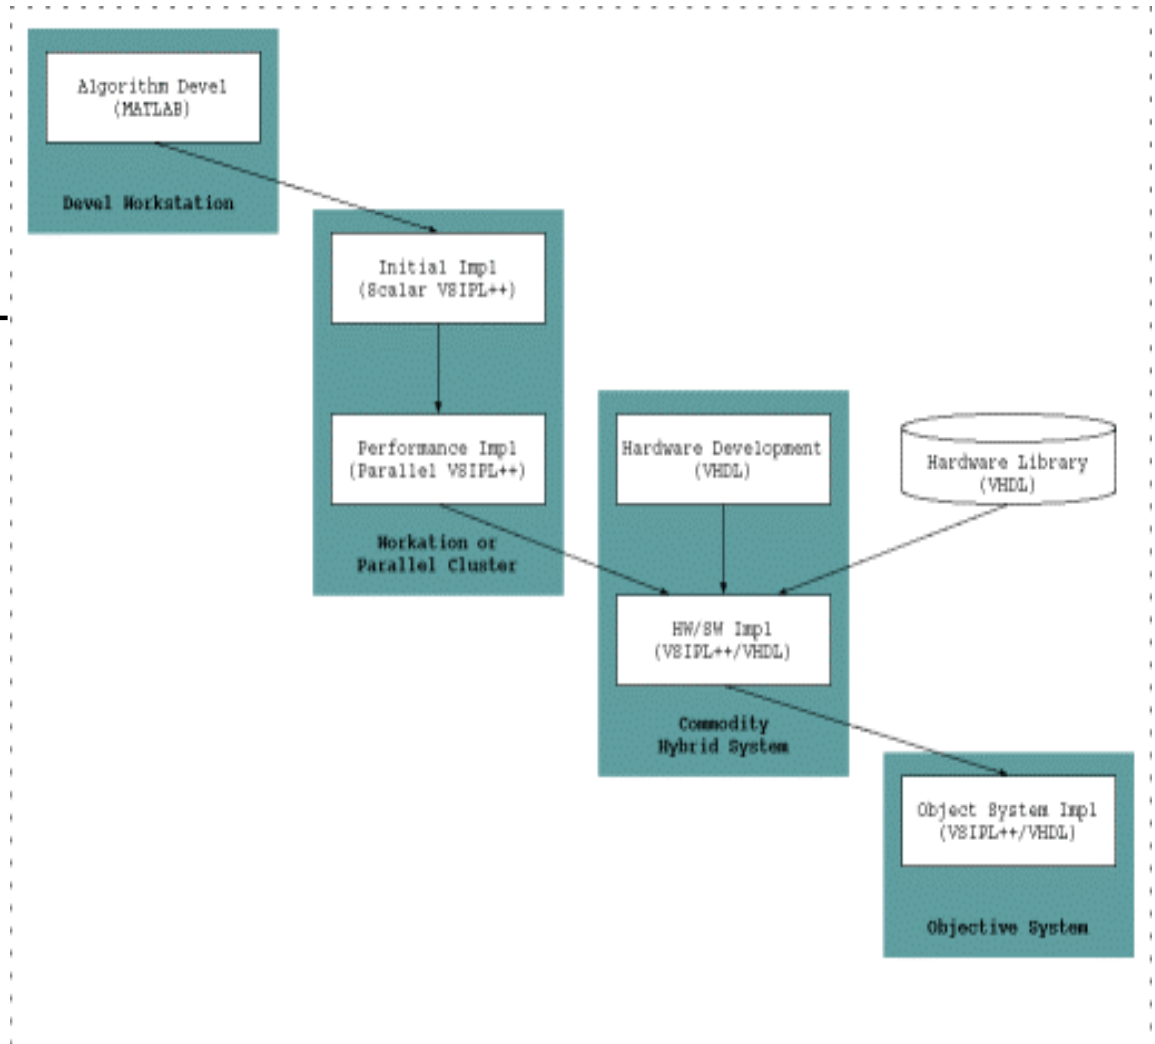 Algorithm Devel
(MATLAB)
Devel Workstation
Initial Impl
(Scalar VSIPL++)
Performance Impl
(Parallel VSIPL++)
Workation or
Parallel Cluster
Hardware Development
(VHDL)
Hardware Library
(VHDL)
HW/SW Impl
(VSIPL++/VHDL)
Commodity
Hybrid System
Object System Impl
(VSIPL++/VHDL)
Objective System